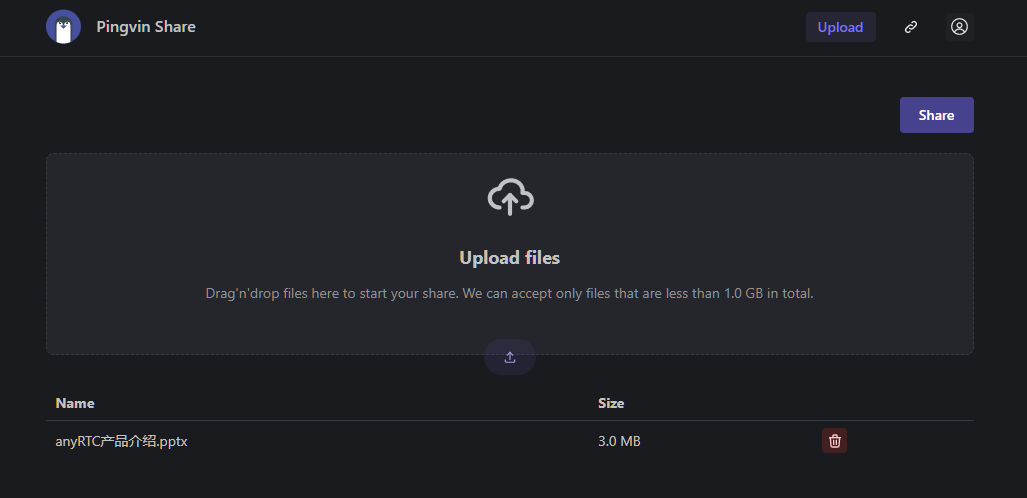 Pingvin Share
Upload
Share
Upload files
Drag'n'drop files here to start your share. We can accept only files that are less than 1.0 GB in total.
Name Size
anyRTC产品介绍.pptx 3.0 MB